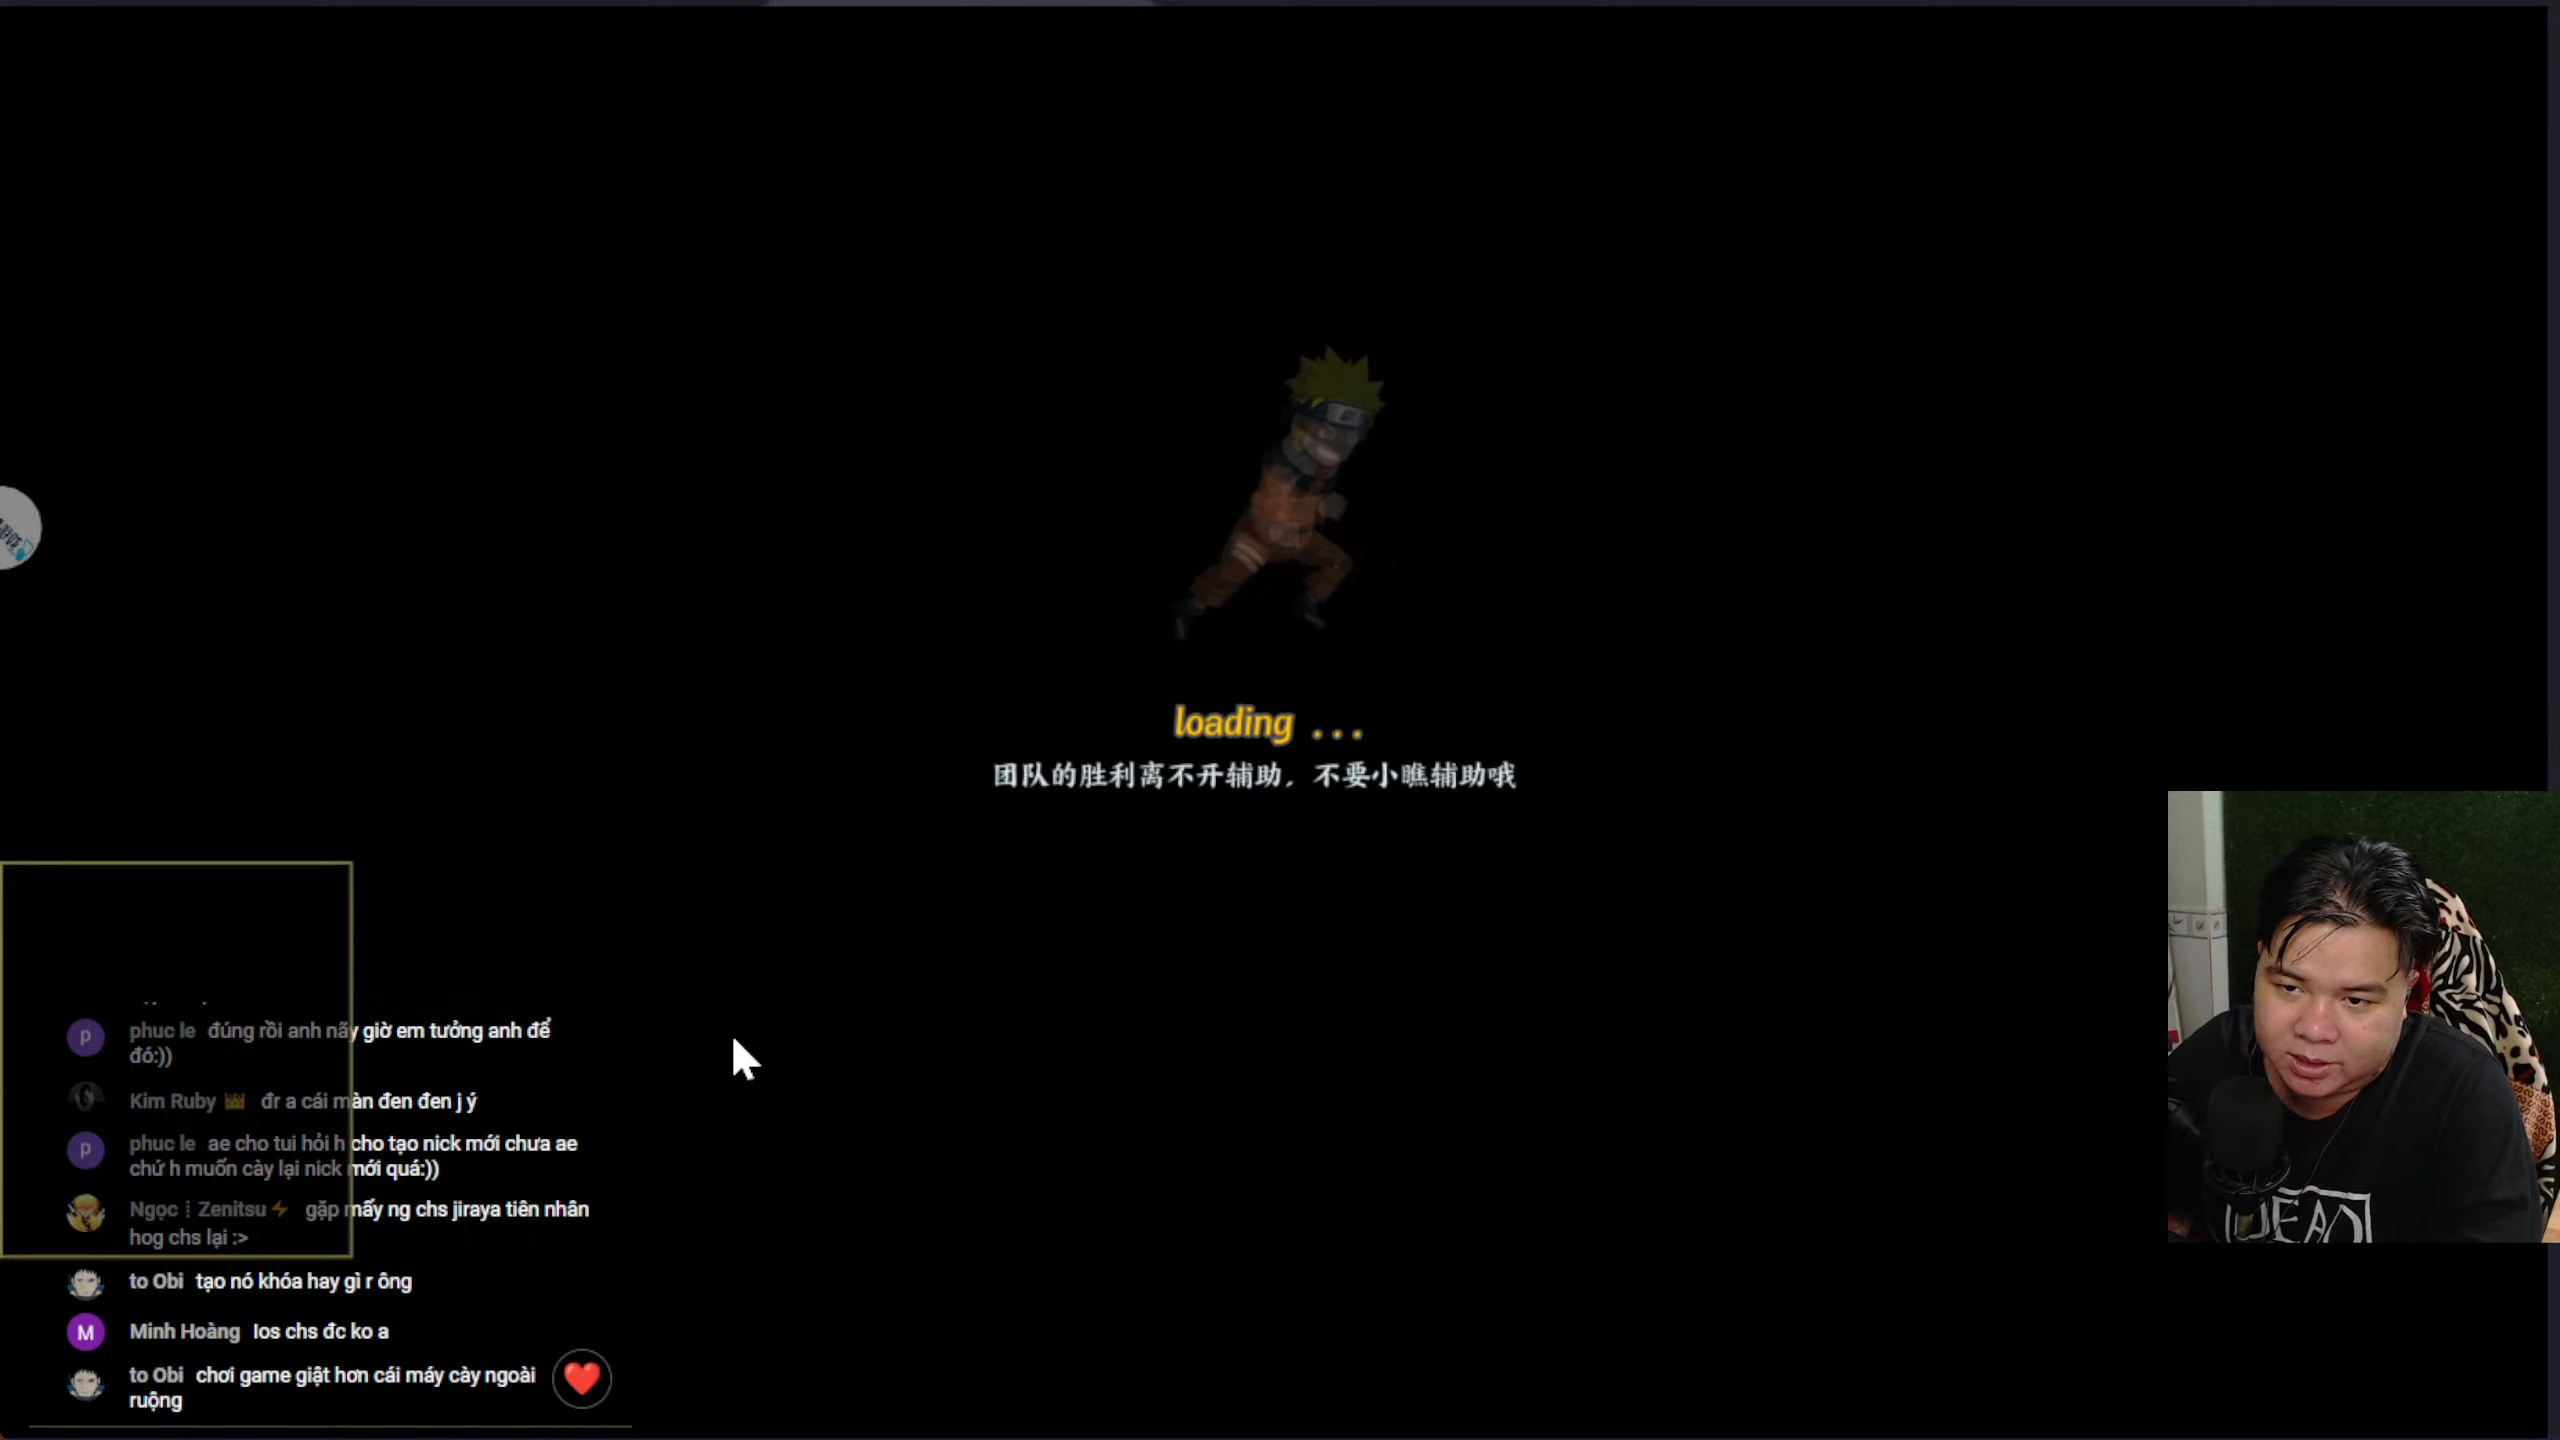 loading ...
团队的胜利离不开辅助，不要小瞧辅助哦
phuc le đúng rồi anh nãy giờ em tưởng anh để
đó:))
Kim Ruby đr a cái màn đen đen j ý
phuc le ae cho tui hỏi h cho tạo nick mới chưa ae
chứ h muốn cày lại nick mới quá:))
Ngọc ┊ Zenitsu⚡ gặp mấy ng chs jiraya tiên nhân
hog chs lại :>
to Obi tạo nó khóa hay gì r ông
M Minh Hoàng Ios chs đc ko a
to Obi chơi game giật hơn cái máy cày ngoài
ruộng